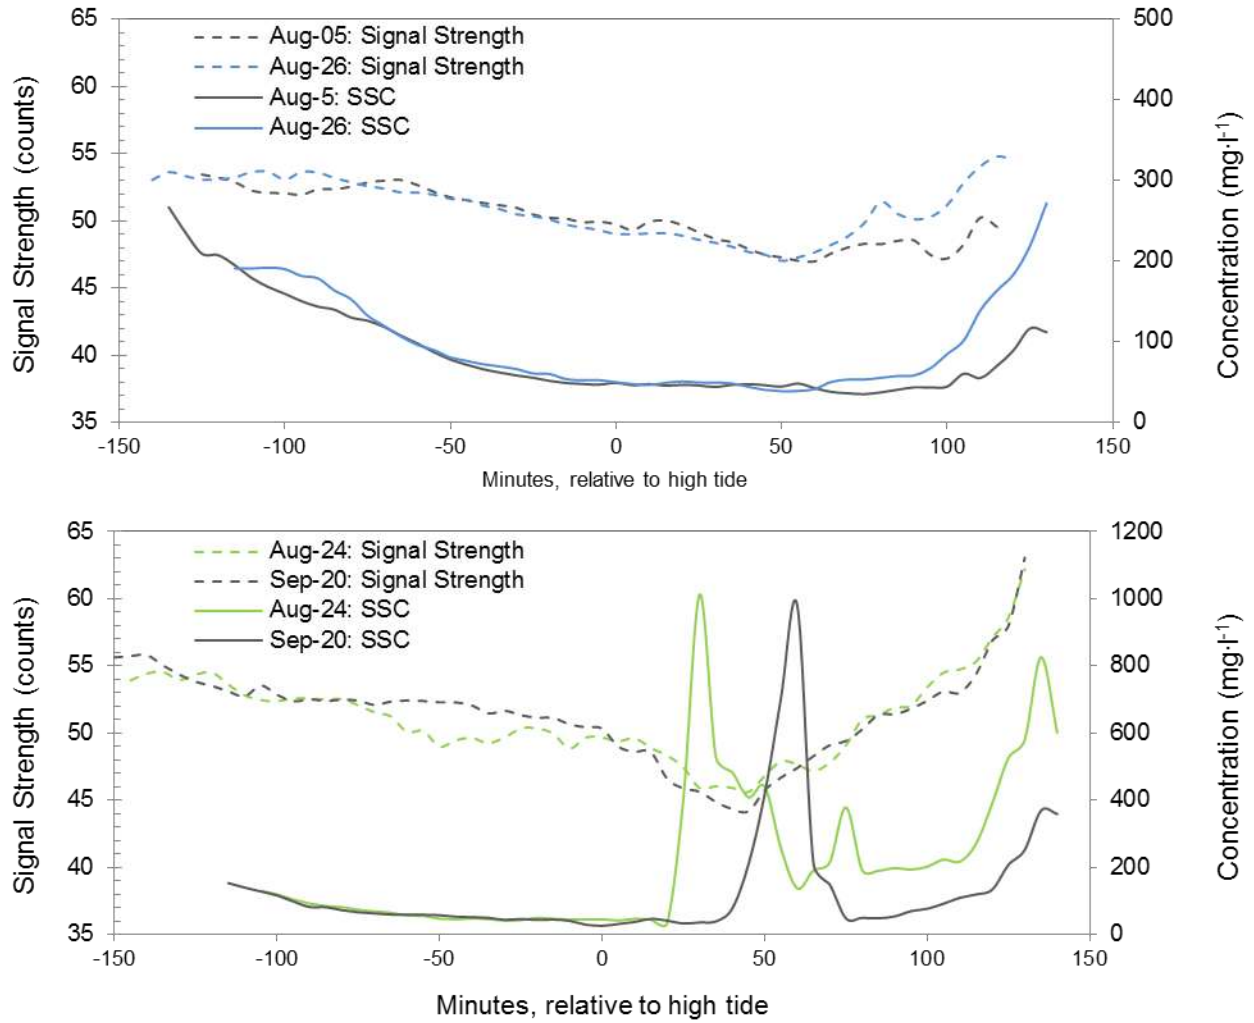 65
60
55
50
45
40
35
Signal Strength (counts)
Aug-05: Signal Strength
Aug-26: Signal Strength
Aug-5: SSC
Aug-26: SSC
500
400
300
200
100
0
Concentration (mg·l⁻¹)
-150 -100 -50 0 50 100 150
Minutes, relative to high tide
65
60
55
50
45
40
35
Signal Strength (counts)
Aug-24: Signal Strength
Sep-20: Signal Strength
Aug-24: SSC
Sep-20: SSC
1200
1000
800
600
400
200
0
Concentration (mg·l⁻¹)
-150 -100 -50 0 50 100 150
Minutes, relative to high tide